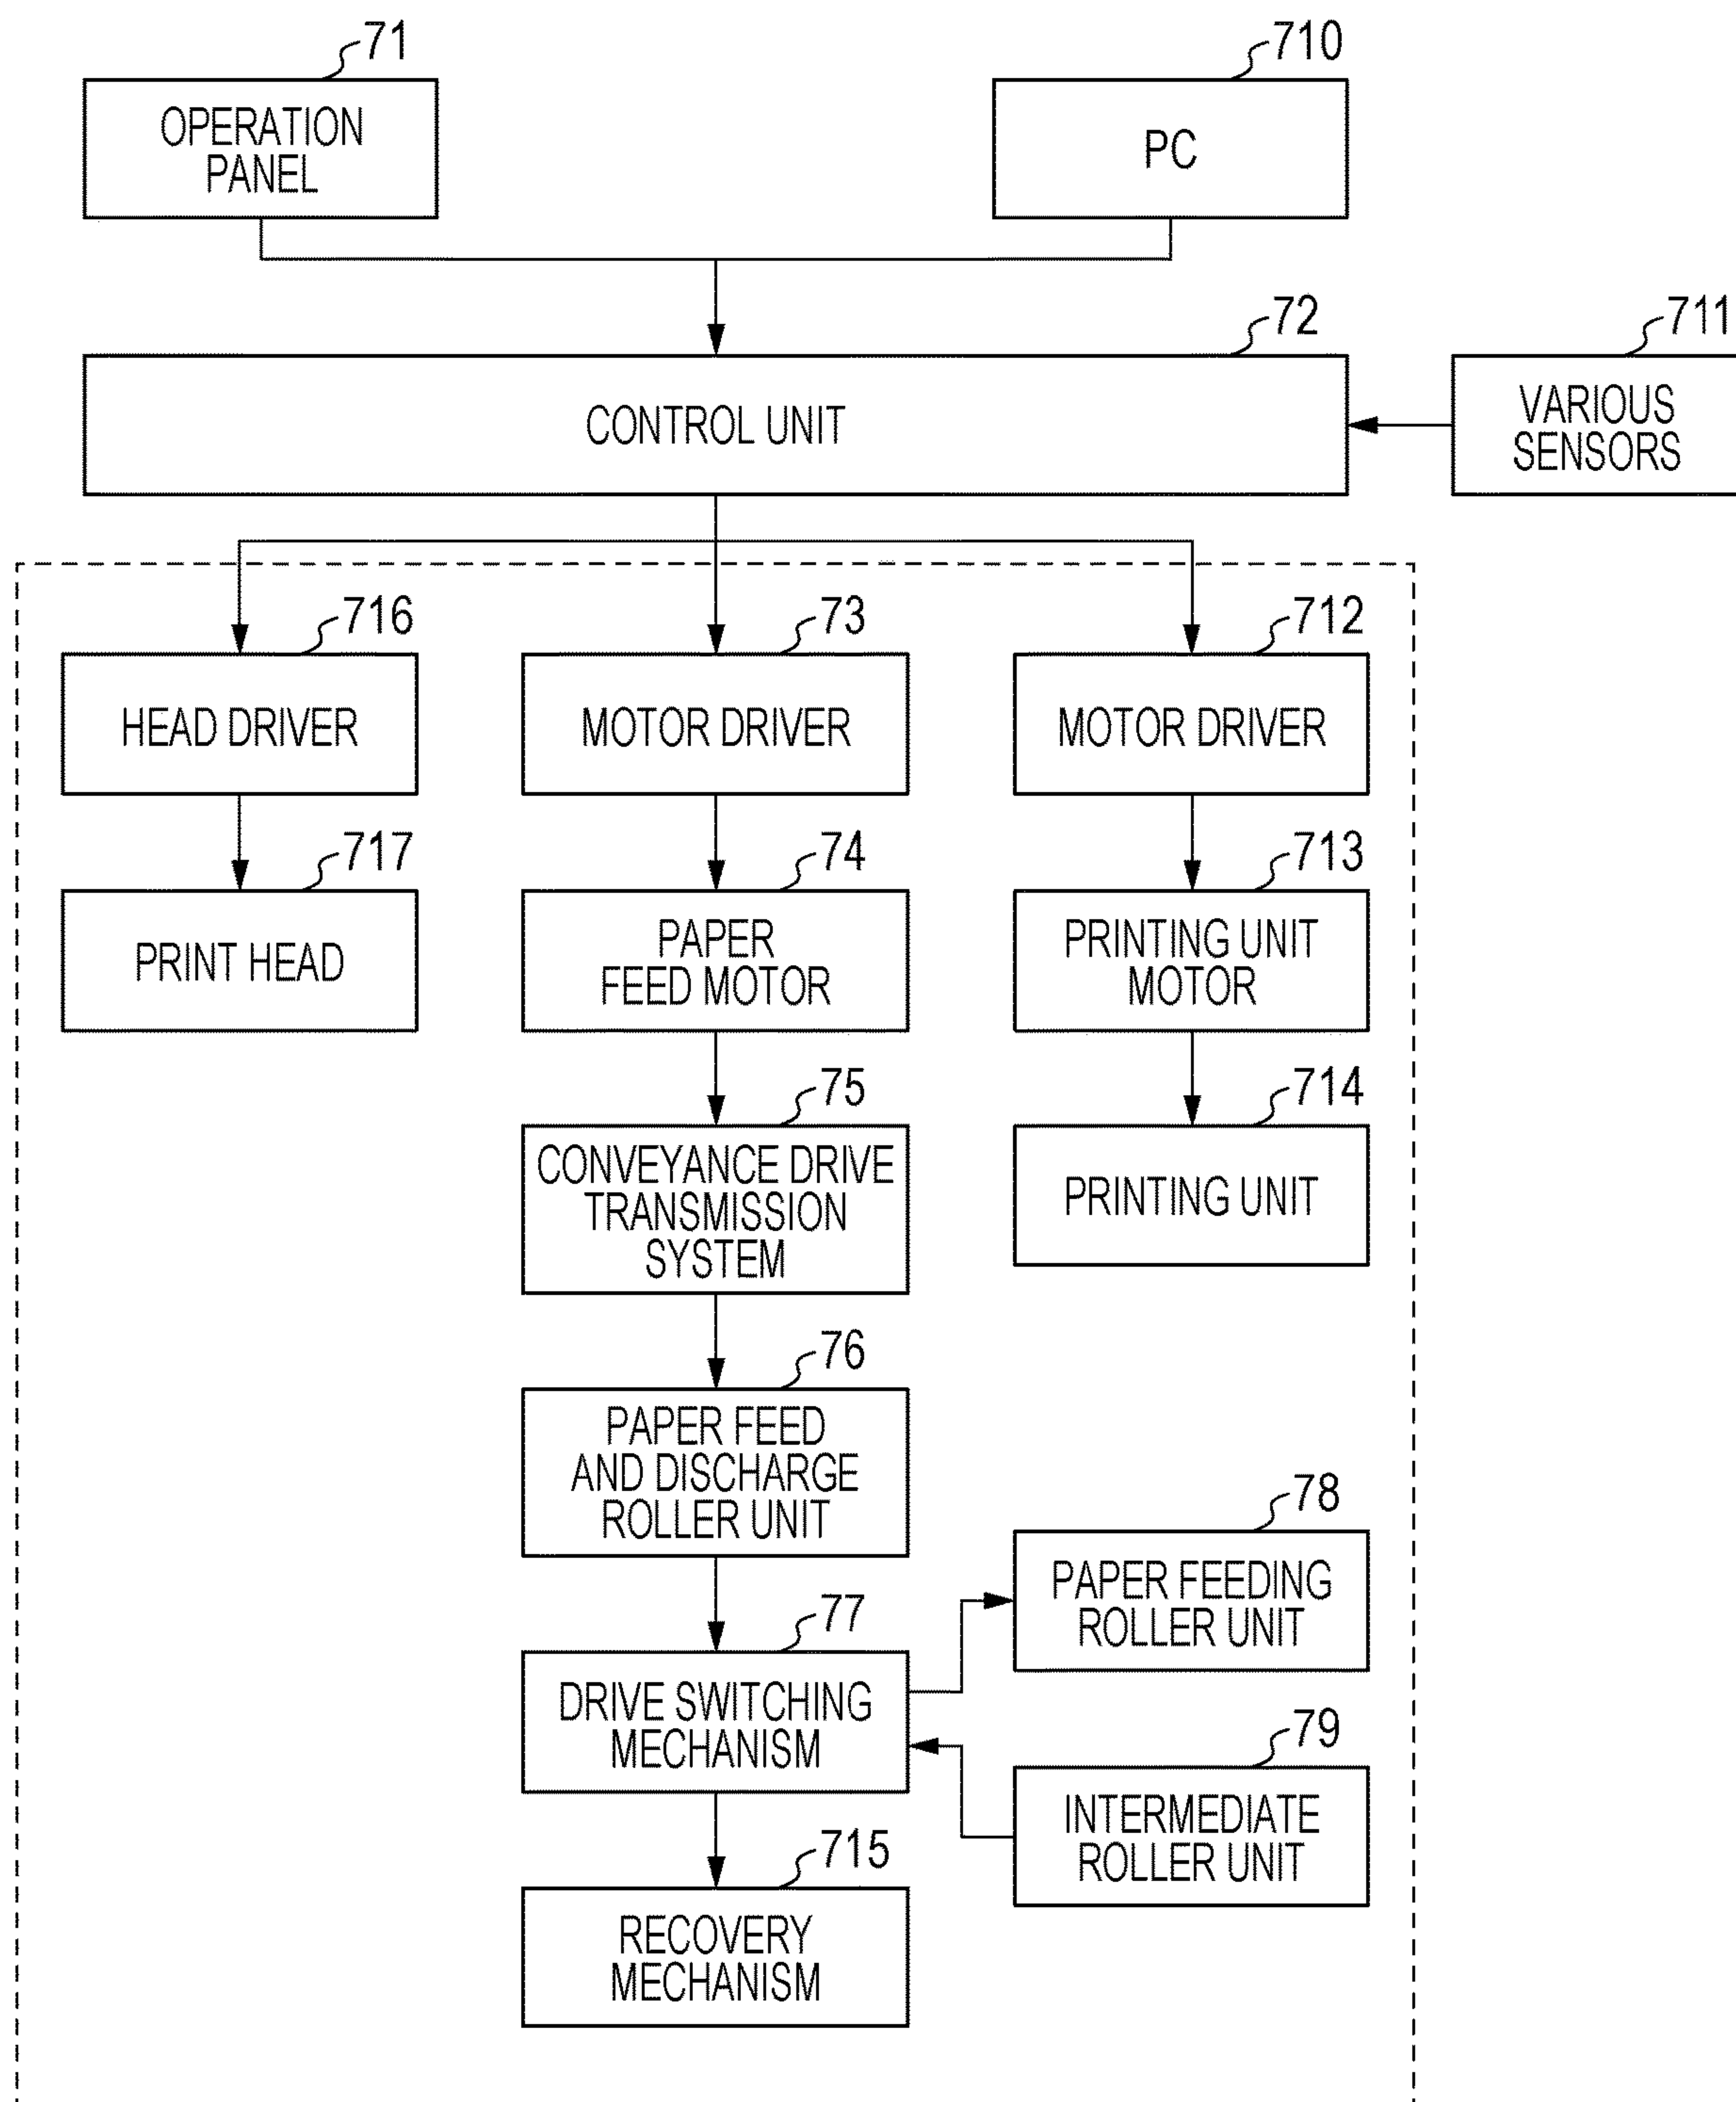 71
710
OPERATION
PANEL
PC
72
711
CONTROL UNIT
VARIOUS
SENSORS
716
73
712
HEAD DRIVER
MOTOR DRIVER
MOTOR DRIVER
717
74
713
PRINT HEAD
PAPER
FEED MOTOR
PRINTING UNIT
MOTOR
75
714
CONVEYANCE DRIVE
TRANSMISSION
SYSTEM
PRINTING UNIT
76
PAPER FEED
AND DISCHARGE
ROLLER UNIT
78
PAPER FEEDING
ROLLER UNIT
77
DRIVE SWITCHING
MECHANISM
79
INTERMEDIATE
ROLLER UNIT
715
RECOVERY
MECHANISM